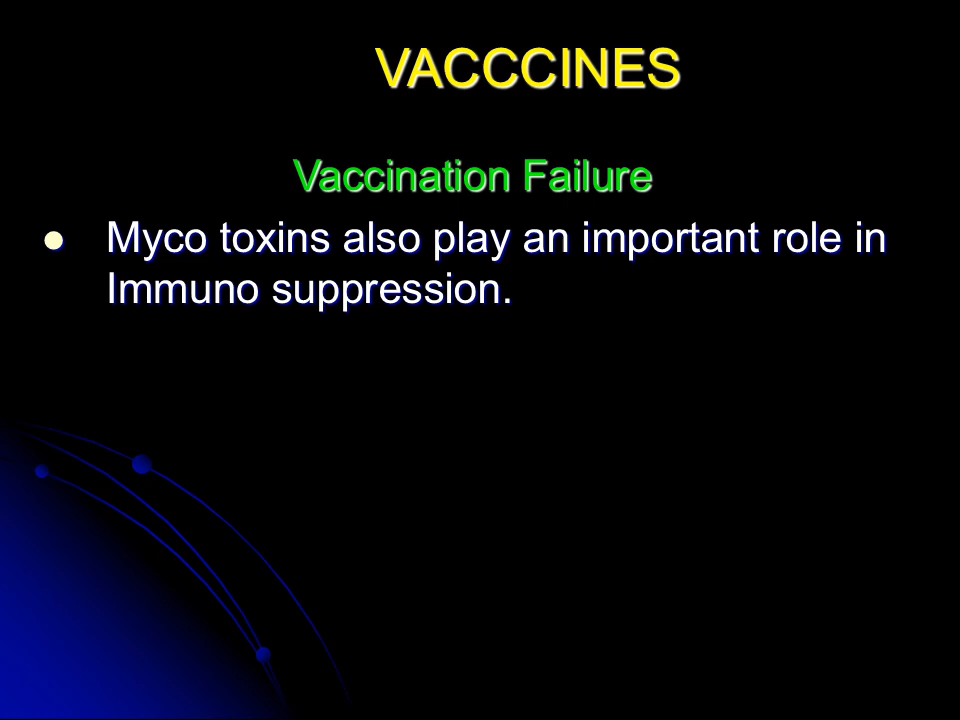 VACCCINES
Vaccination Failure
Myco toxins also play an important role in
Immuno suppression.